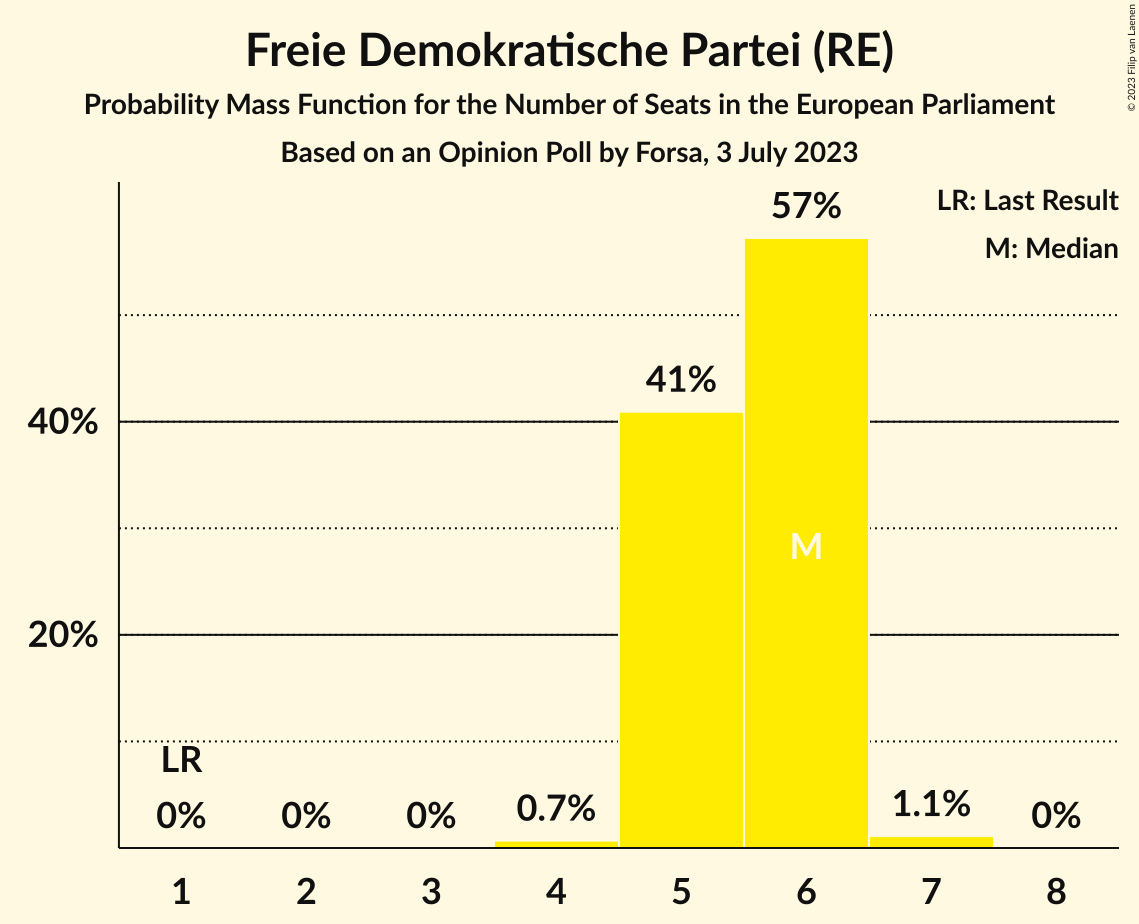 Freie Demokratische Partei (RE)
Probability Mass Function for the Number of Seats in the European Parliament
Based on an Opinion Poll by Forsa, 3 July 2023
© 2023 Filip van Laenen
LR: Last Result
M: Median
57%
41%
40%
M
20%
LR
0% 0% 0% 0.7% 1.1% 0%
1 2 3 4 5 6 7 8